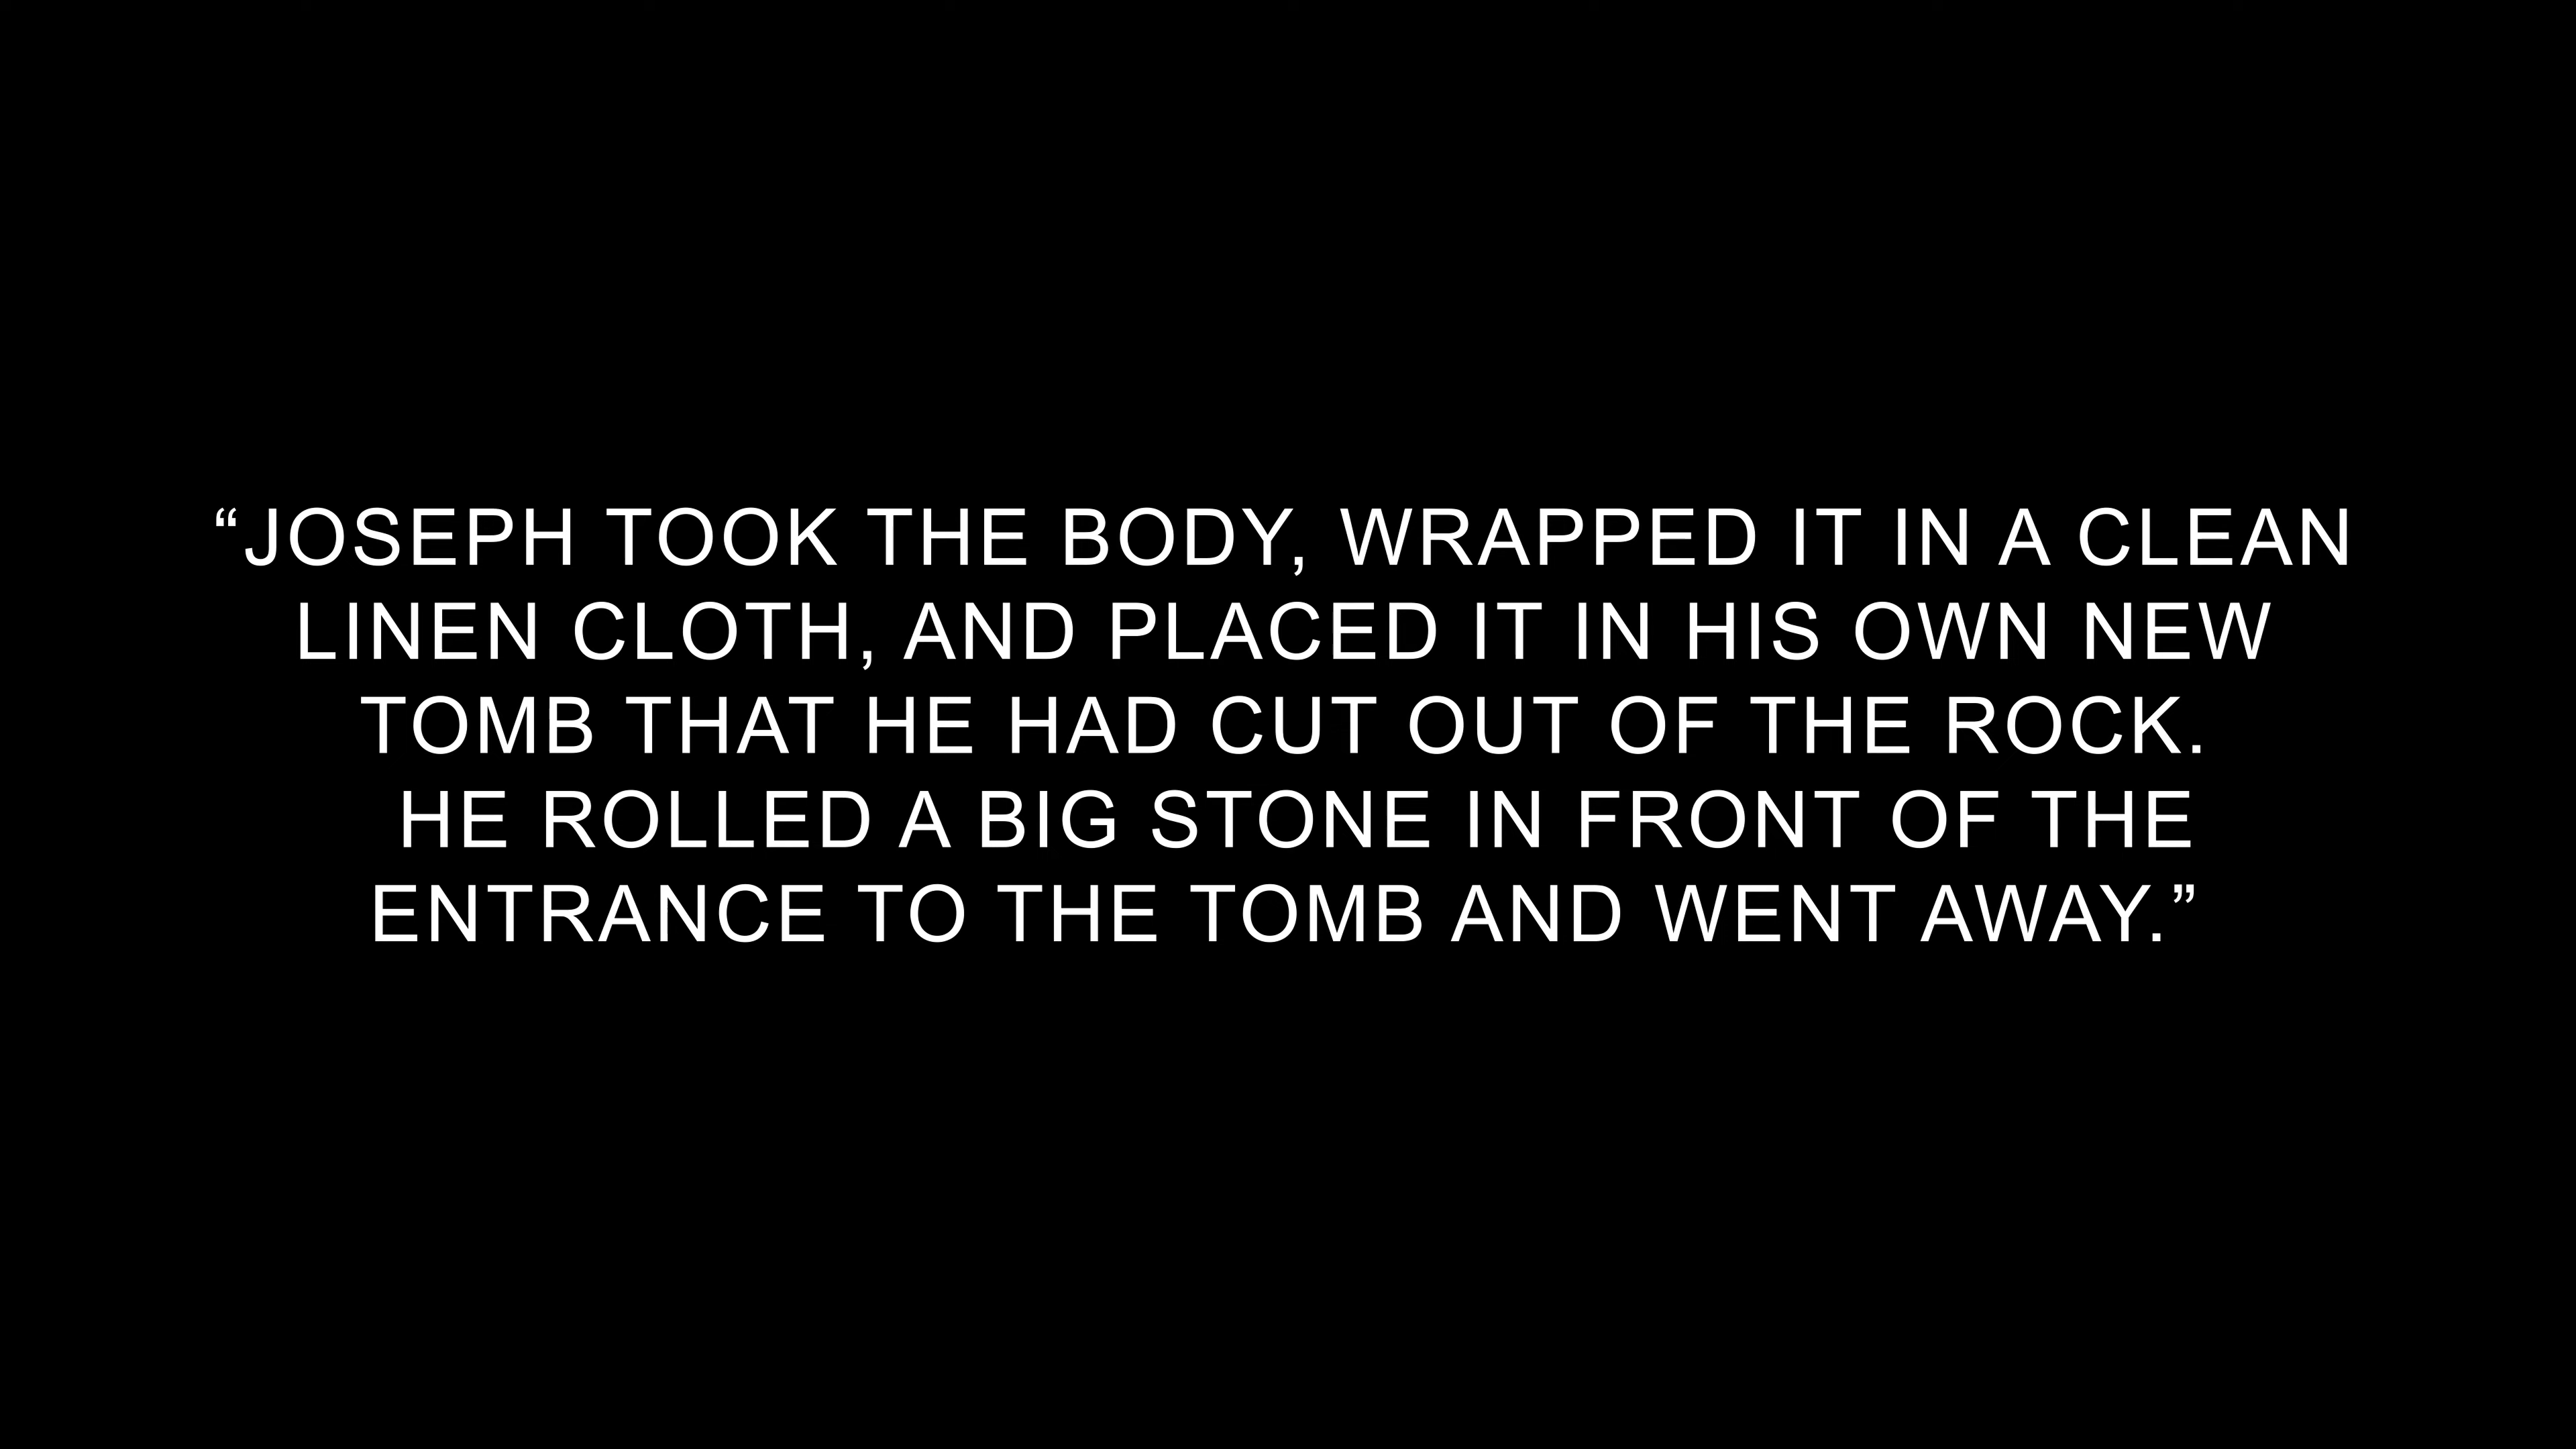 “JOSEPH TOOK THE BODY, WRAPPED IT IN A CLEAN
LINEN CLOTH, AND PLACED IT IN HIS OWN NEW
TOMB THAT HE HAD CUT OUT OF THE ROCK.
HE ROLLED A BIG STONE IN FRONT OF THE
ENTRANCE TO THE TOMB AND WENT AWAY.”